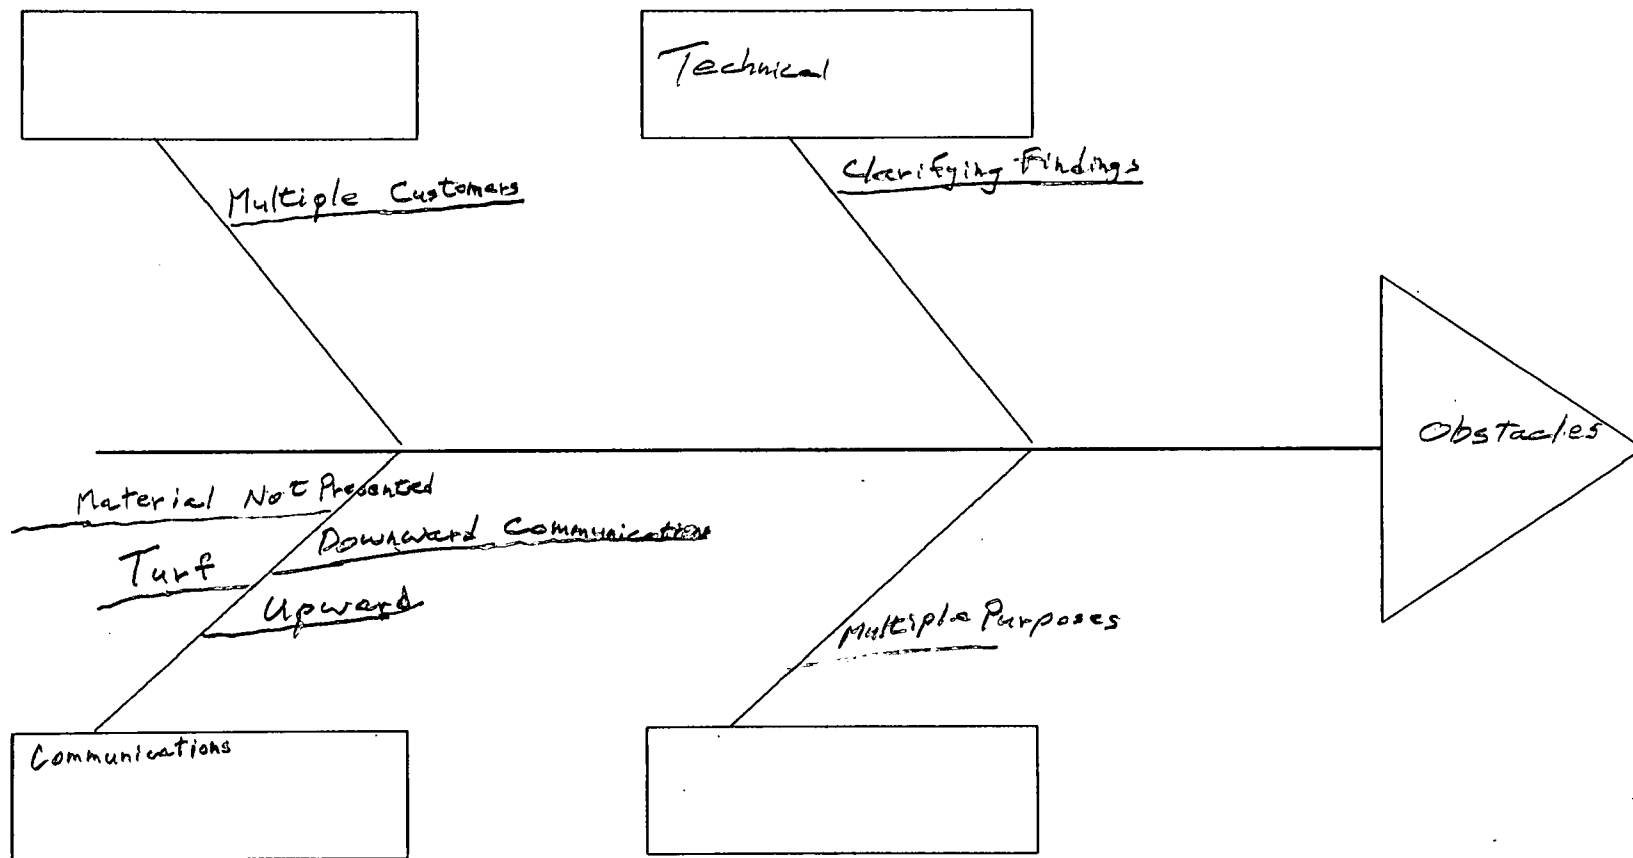 Technical
Clarifying Findings
Multiple Customers
Obstacles
Material Not Presented
Downward Communication
Turf
Upward
Multiple Purposes
Communications